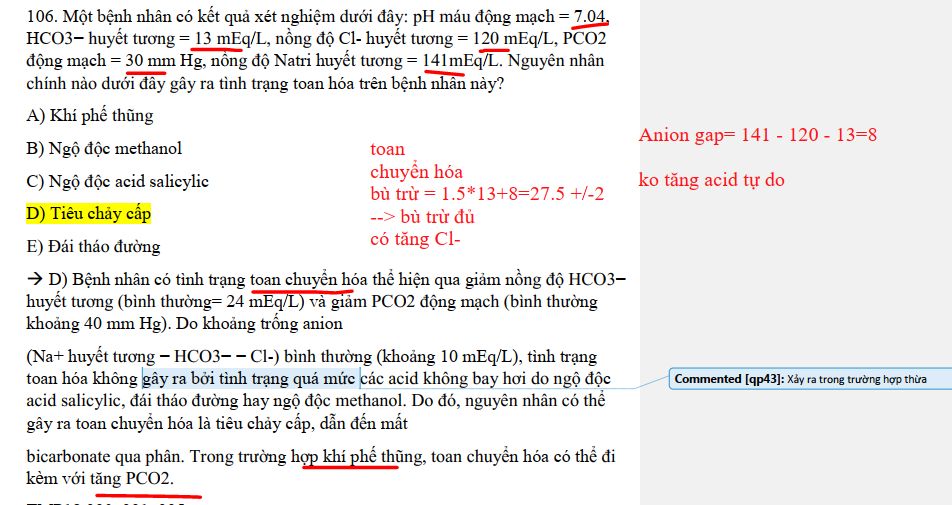 106. Một bệnh nhân có kết quả xét nghiệm dưới đây: pH máu động mạch = 7.04,
HCO3− huyết tương = 13 mEq/L, nồng độ Cl- huyết tương = 120 mEq/L, PCO2
động mạch = 30 mm Hg, nồng độ Natri huyết tương = 141mEq/L. Nguyên nhân
chính nào dưới đây gây ra tình trạng toan hóa trên bệnh nhân này?
A) Khí phế thũng
B) Ngộ độc methanol
C) Ngộ độc acid salicylic
D) Tiêu chảy cấp
E) Đái tháo đường
toan
chuyển hóa
bù trừ = 1.5*13+8=27.5 +/-2
--> bù trừ đủ
có tăng Cl-
Anion gap= 141 - 120 - 13=8
ko tăng acid tự do
→ D) Bệnh nhân có tình trạng toan chuyển hóa thể hiện qua giảm nồng độ HCO3−
huyết tương (bình thường= 24 mEq/L) và giảm PCO2 động mạch (bình thường
khoảng 40 mm Hg). Do khoảng trống anion
(Na+ huyết tương − HCO3− − Cl-) bình thường (khoảng 10 mEq/L), tình trạng
toan hóa không gây ra bởi tình trạng quá mức các acid không bay hơi do ngộ độc
acid salicylic, đái tháo đường hay ngộ độc methanol. Do đó, nguyên nhân có thể
gây ra toan chuyển hóa là tiêu chảy cấp, dẫn đến mất
bicarbonate qua phân. Trong trường hợp khí phế thũng, toan chuyển hóa có thể đi
kèm với tăng PCO2.
Commented [qp43]: Xảy ra trong trường hợp thừa